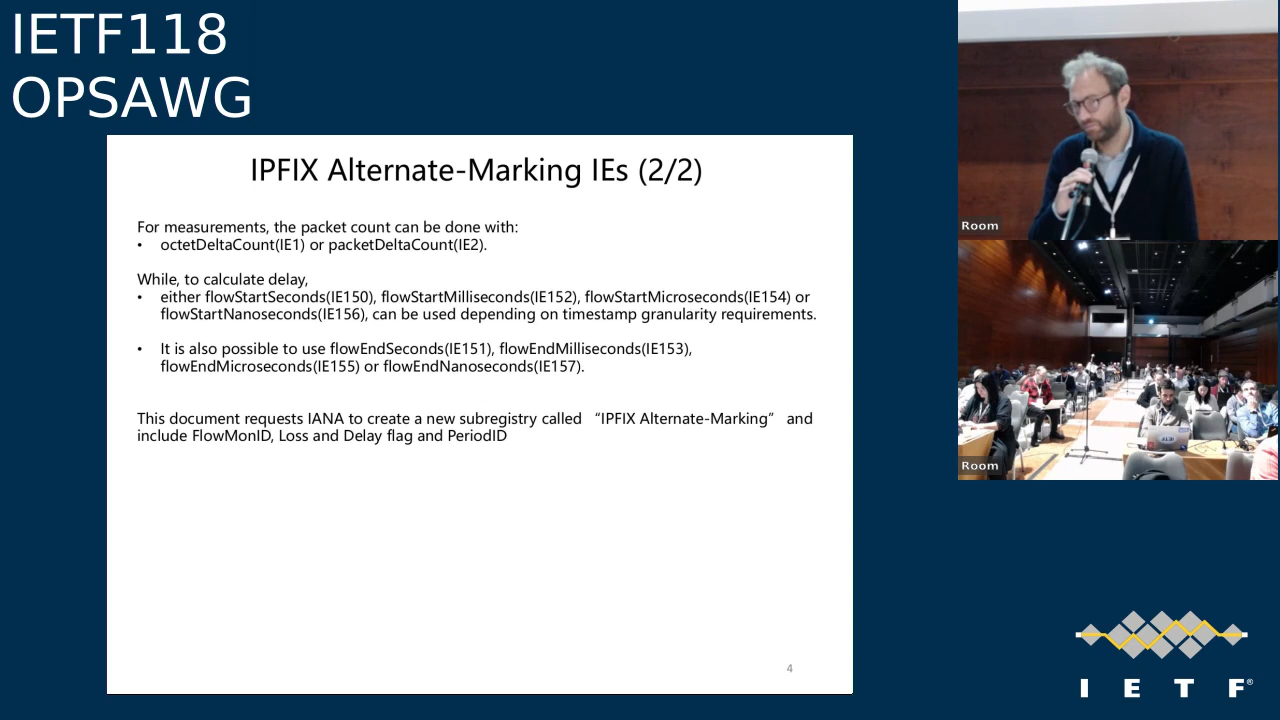 IETF118
OPSAWG
IPFIX Alternate-Marking IEs (2/2)
For measurements, the packet count can be done with:
• octetDeltaCount(IE1) or packetDeltaCount(IE2).
While, to calculate delay,
• either flowStartSeconds(IE150), flowStartMilliseconds(IE152), flowStartMicroseconds(IE154) or
flowStartNanoseconds(IE156), can be used depending on timestamp granularity requirements.
• It is also possible to use flowEndSeconds(IE151), flowEndMilliseconds(IE153),
flowEndMicroseconds(IE155) or flowEndNanoseconds(IE157).
This document requests IANA to create a new subregistry called “IPFIX Alternate-Marking” and
include FlowMonID, Loss and Delay flag and PeriodID
4
Room
Room
I E T F®